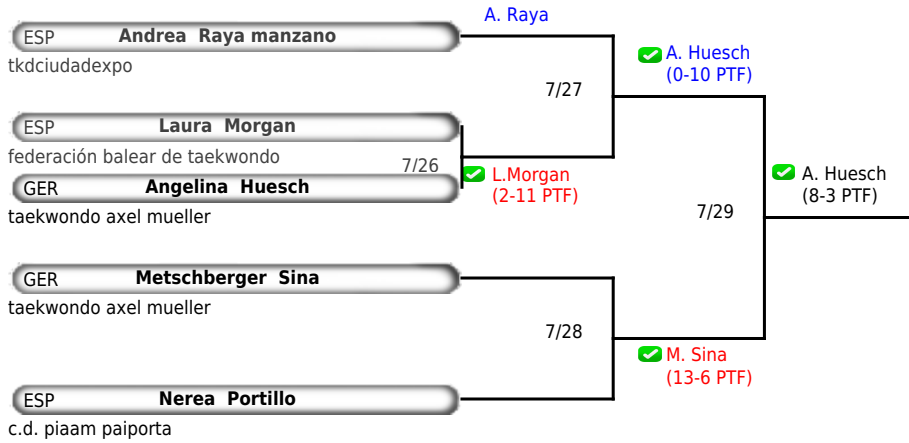 A. Raya
ESP Andrea Raya manzano
tkdciudadexpo
A. Huesch
(0-10 PTF)
7/27
ESP Laura Morgan
federación balear de taekwondo
7/26
L.Morgan
(2-11 PTF)
GER Angelina Huesch
taekwondo axel mueller
A. Huesch
(8-3 PTF)
7/29
GER Metschberger Sina
taekwondo axel mueller
7/28
M. Sina
(13-6 PTF)
ESP Nerea Portillo
c.d. piaam paiporta